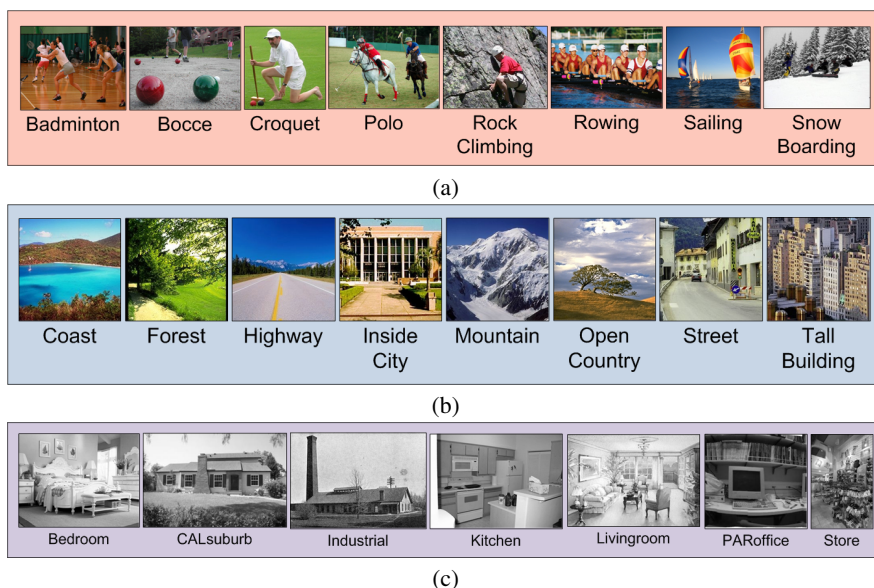 Badminton Bocce Croquet Polo Rock Rowing Sailing Snow
Climbing Boarding
(a)
Coast Forest Highway Inside Mountain Open Street Tall
City Country Building
(b)
Bedroom CALsuburb Industrial Kitchen Livingroom PARoffice Store
(c)